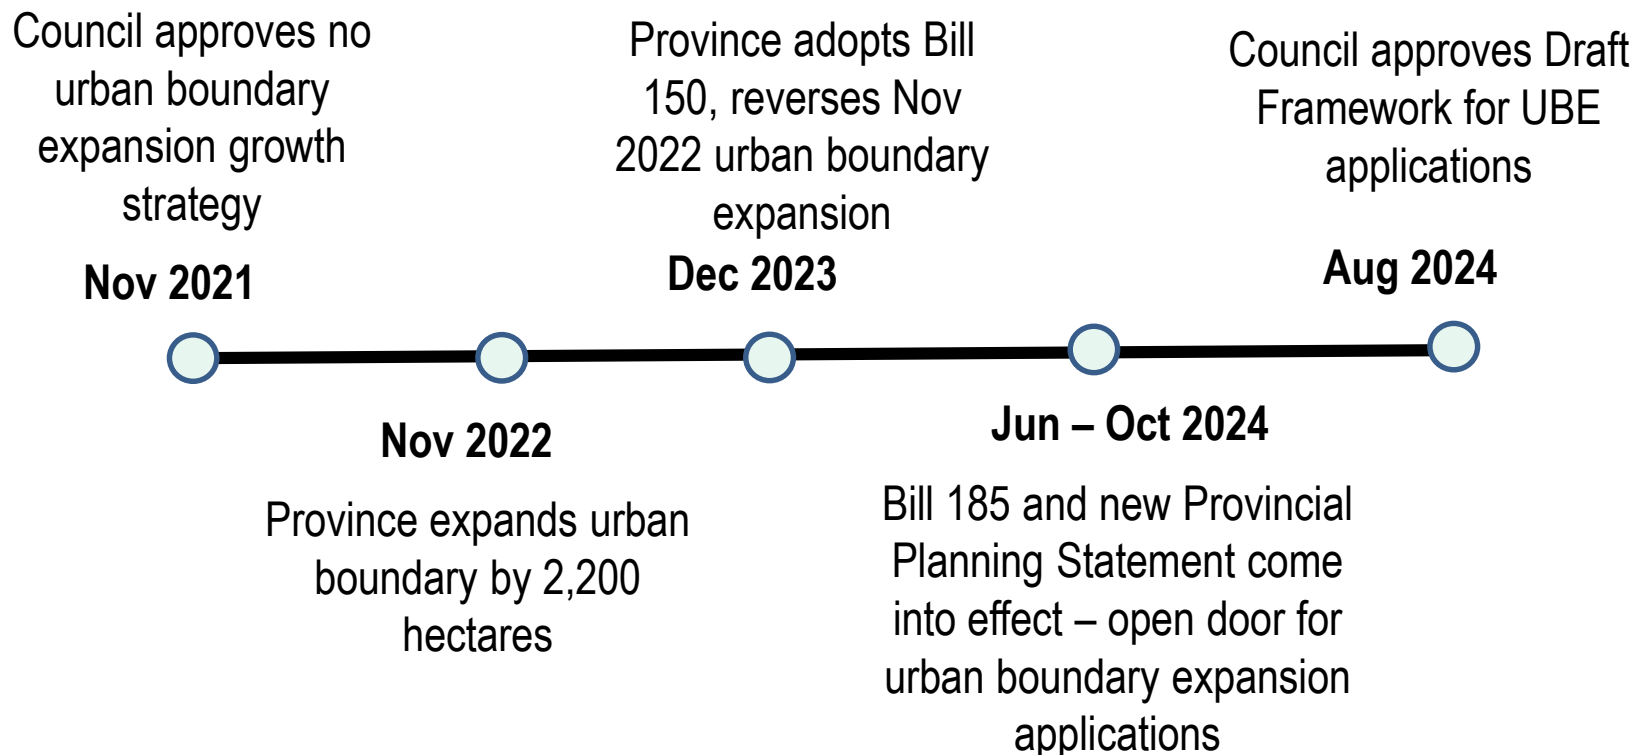 Council approves no
urban boundary
expansion growth
strategy
Nov 2021
Nov 2022
Province expands urban
boundary by 2,200
hectares
Province adopts Bill
150, reverses Nov
2022 urban boundary
expansion
Dec 2023
Jun – Oct 2024
Bill 185 and new Provincial
Planning Statement come
into effect – open door for
urban boundary expansion
applications
Council approves Draft
Framework for UBE
applications
Aug 2024